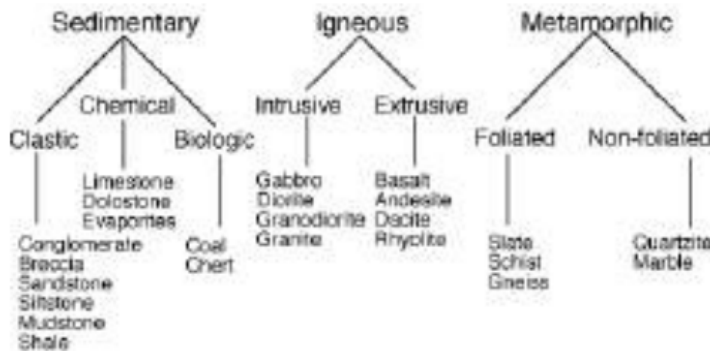 Sedimentary
Igneous
Metamorphic
Clastic
Chemical
Biologic
Intrusive
Extrusive
Foliated
Non-foliated
Conglomerate
Breccia
Sandstone
Siltstone
Mudstone
Shale
Limestone
Dolostone
Evaporites
Coal
Chert
Gabbro
Diorite
Granodiorite
Granite
Basalt
Andesite
Dacite
Rhyolite
Slate
Schist
Gneiss
Quartzite
Marble